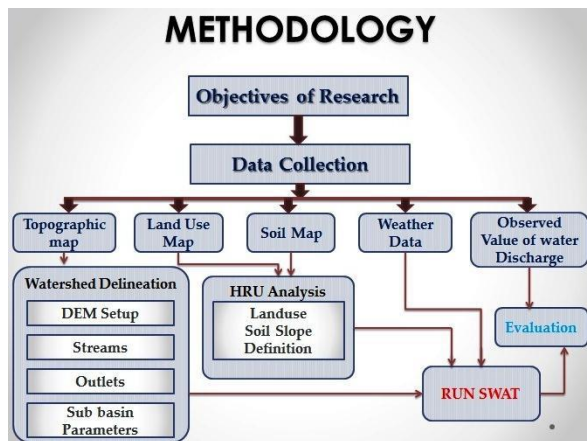 METHODOLOGY
Objectives of Research
Data Collection
Topographic
map
Land Use
Map
Soil Map
Weather
Data
Observed
Value of water
Discharge
Watershed Delineation
DEM Setup
Streams
Outlets
Sub basin
Parameters
HRU Analysis
Landuse
Soil Slope
Definition
Evaluation
RUN SWAT